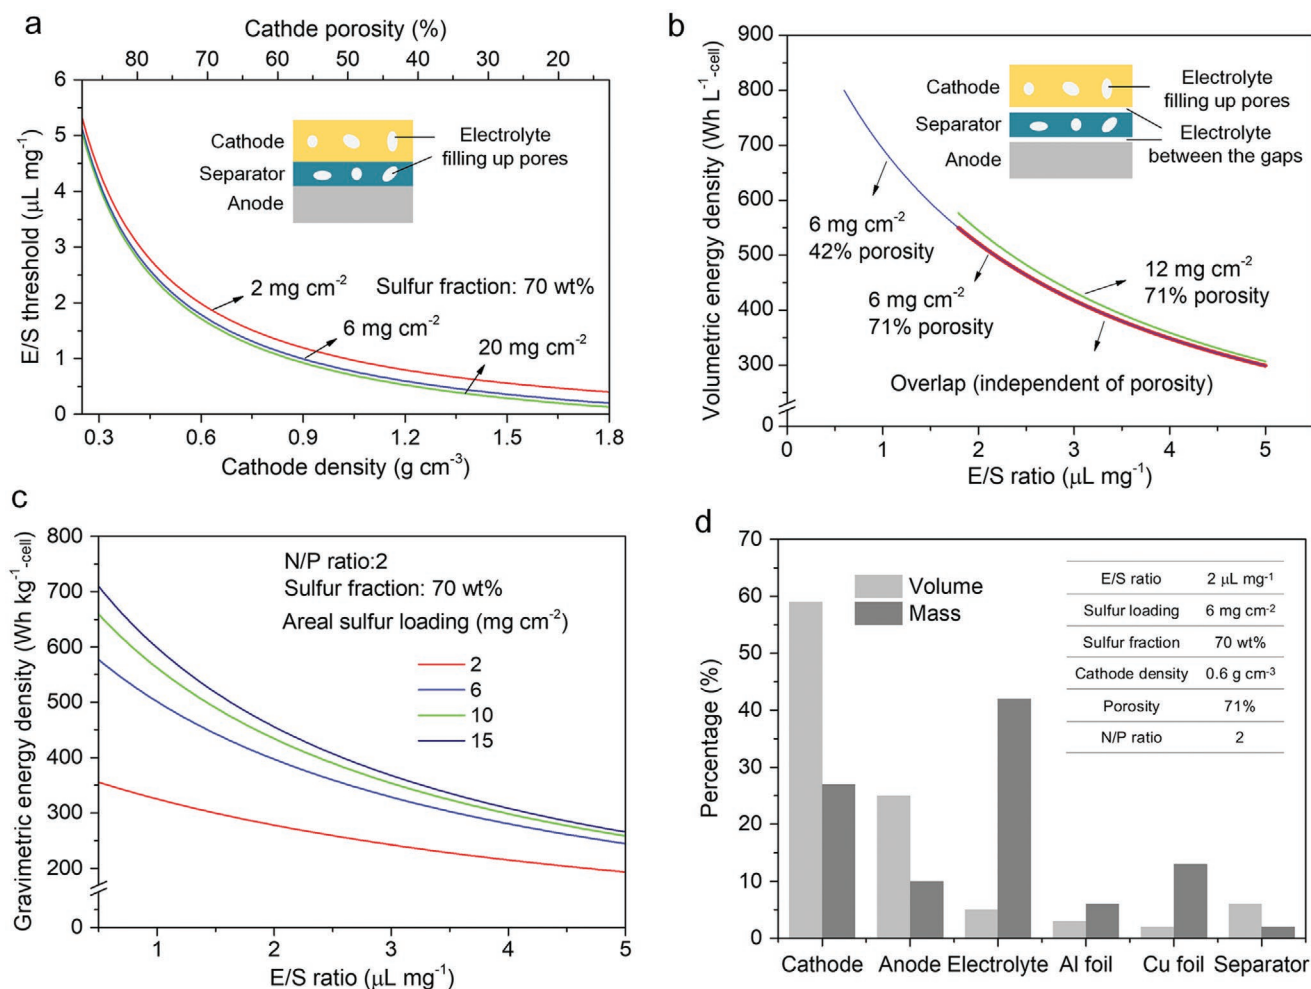 a
Cathde porosity (%)
80 70 60 50 40 30 20
E/S threshold (μL mg⁻¹)
6
5
4
3
2
1
0
Cathode
Separator
Anode
Electrolyte
filling up pores
2 mg cm⁻²
Sulfur fraction: 70 wt%
6 mg cm⁻²
20 mg cm⁻²
0.3 0.6 0.9 1.2 1.5 1.8
Cathode density (g cm⁻³)
b
Volumetric energy density (Wh L⁻¹-cell)
900
800
700
600
500
400
300
0
Cathode
Separator
Anode
Electrolyte
filling up pores
Electrolyte
between the gaps
6 mg cm⁻²
42% porosity
6 mg cm⁻²
71% porosity
12 mg cm⁻²
71% porosity
Overlap (independent of porosity)
0 1 2 3 4 5
E/S ratio (μL mg⁻¹)
c
Gravimetric energy density (Wh kg⁻¹-cell)
800
700
600
500
400
300
200
0
N/P ratio:2
Sulfur fraction: 70 wt%
Areal sulfur loading (mg cm⁻²)
2
6
10
15
1 2 3 4 5
E/S ratio (μL mg⁻¹)
d
Percentage (%)
70
60
50
40
30
20
10
0
Volume
Mass
E/S ratio 2 μL mg⁻¹
Sulfur loading 6 mg cm⁻²
Sulfur fraction 70 wt%
Cathode density 0.6 g cm⁻³
Porosity 71%
N/P ratio 2
Cathode Anode Electrolyte Al foil Cu foil Separator